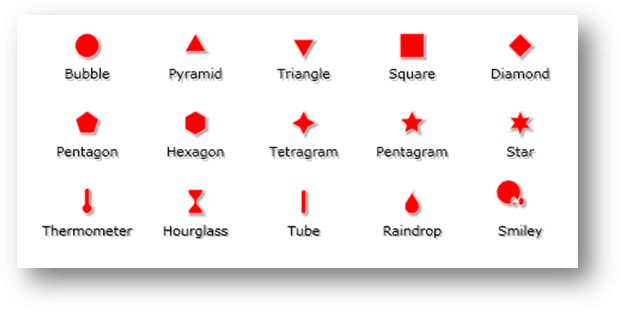 Bubble Pyramid Triangle Square Diamond
Pentagon Hexagon Tetragram Pentagram Star
Thermometer Hourglass Tube Raindrop Smiley